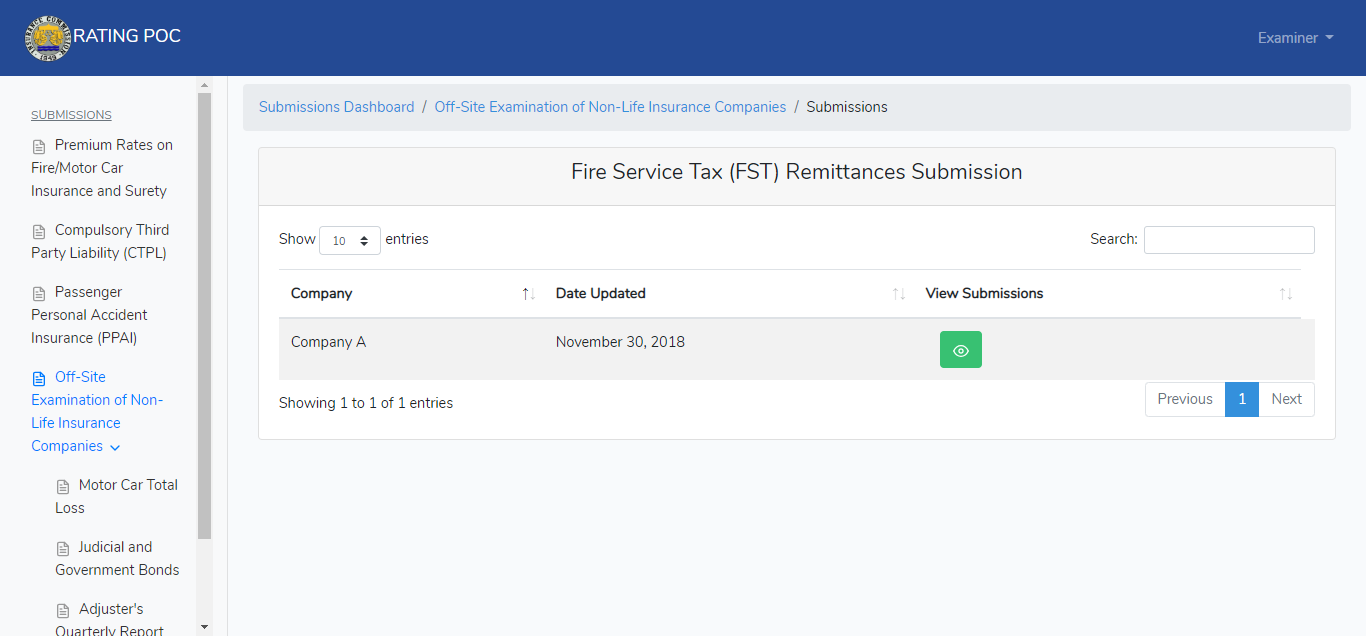 INSURANCE COMMISSION
1949
RATING POC
Examiner
SUBMISSIONS
Premium Rates on
Fire/Motor Car
Insurance and Surety
Compulsory Third
Party Liability (CTPL)
Passenger
Personal Accident
Insurance (PPAI)
Off-Site
Examination of Non-
Life Insurance
Companies
Motor Car Total
Loss
Judicial and
Government Bonds
Adjuster's
Quarterly Report
Submissions Dashboard / Off-Site Examination of Non-Life Insurance Companies / Submissions
Fire Service Tax (FST) Remittances Submission
Show 10 entries
Search:
Company Date Updated View Submissions
Company A November 30, 2018
Showing 1 to 1 of 1 entries
Previous 1 Next